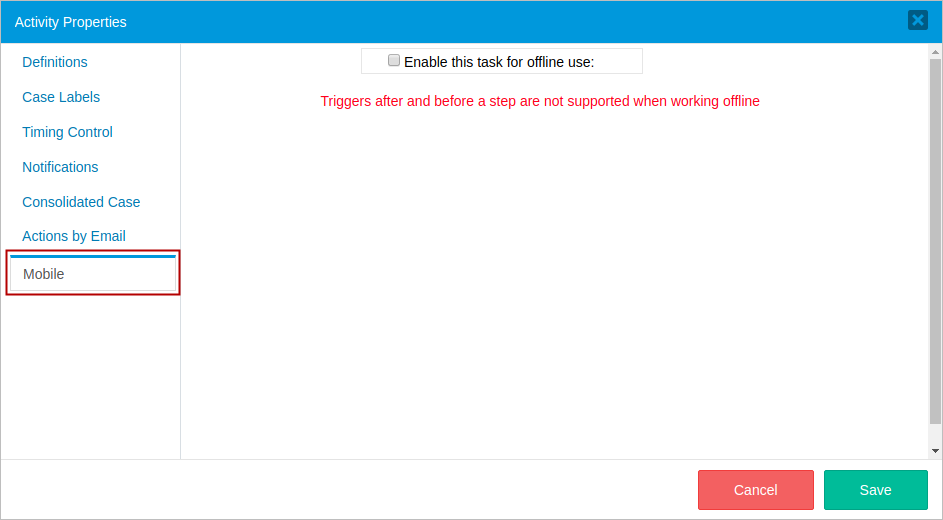 Activity Properties
Definitions
Case Labels
Timing Control
Notifications
Consolidated Case
Actions by Email
Mobile
Enable this task for offline use:
Triggers after and before a step are not supported when working offline
Cancel
Save